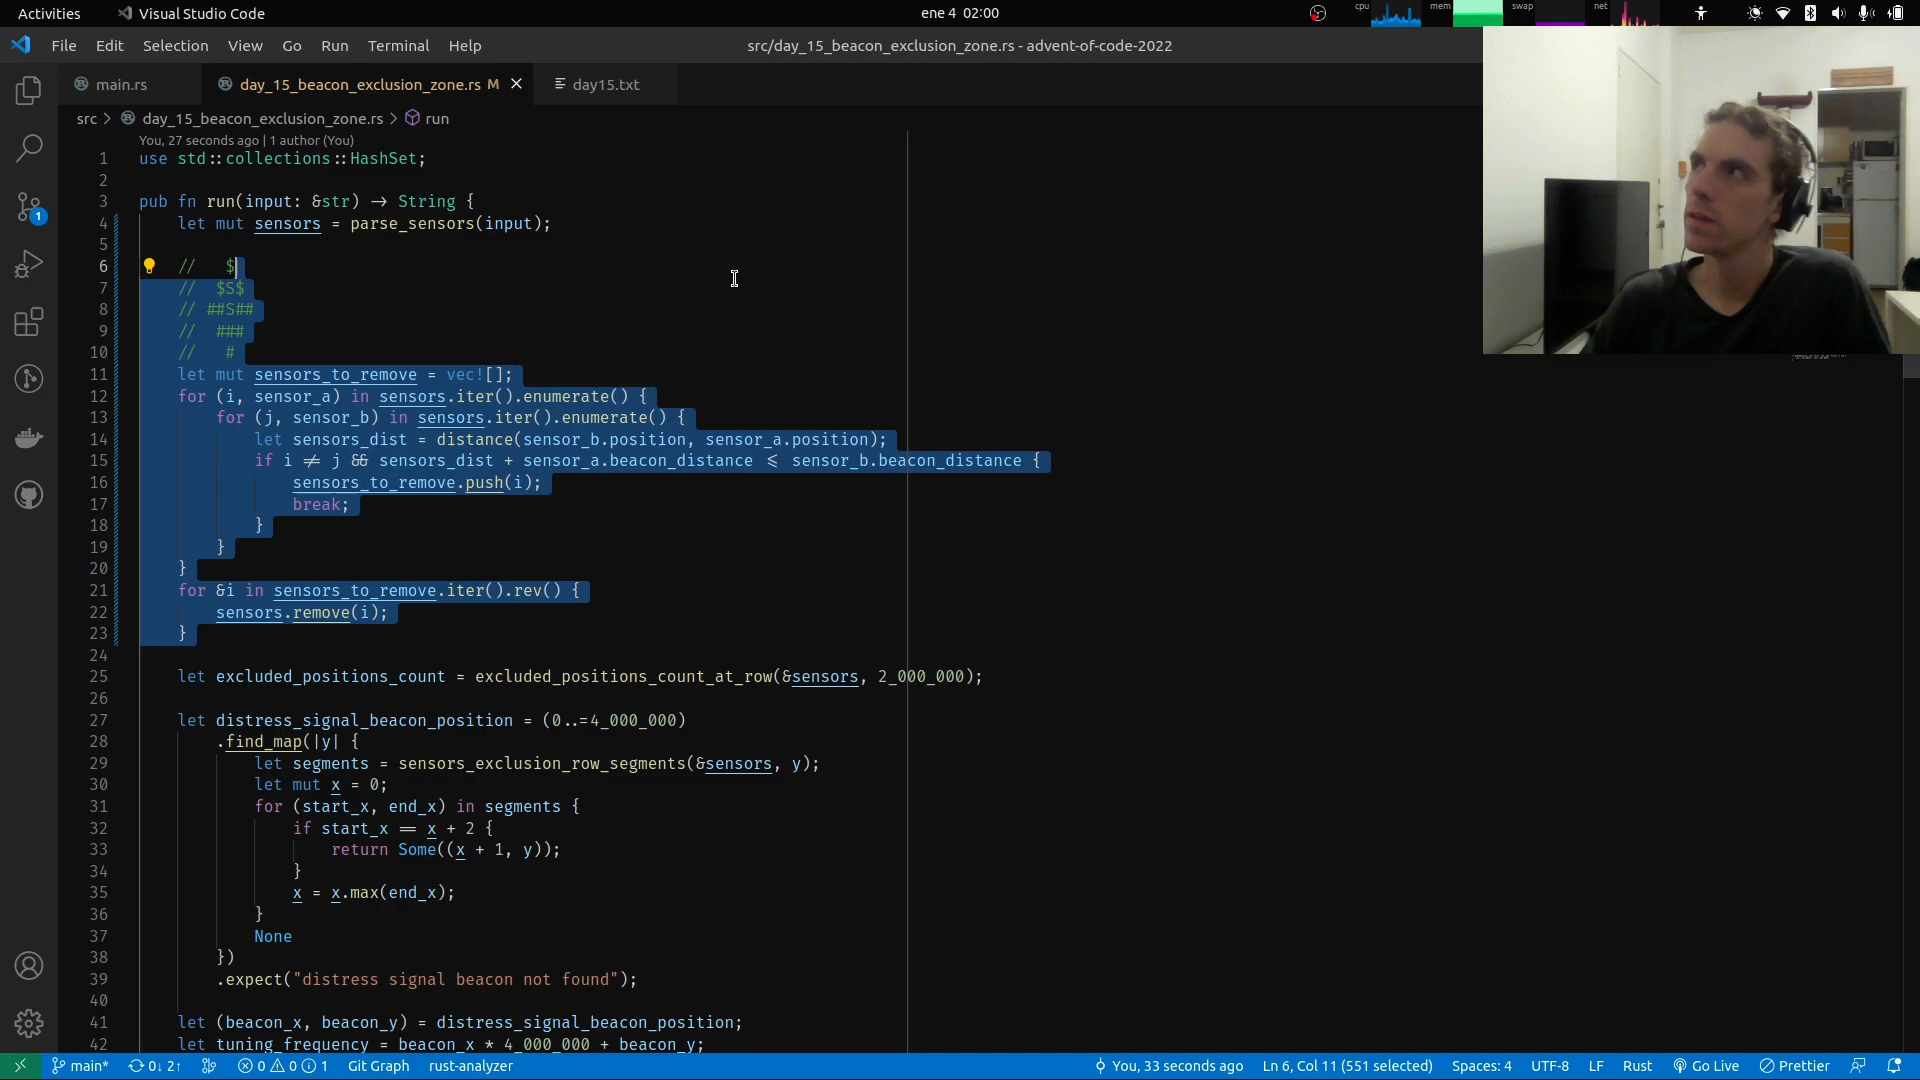 Activities
Visual Studio Code
ene 4 02:00
cpu
mem
swap
net
File Edit Selection View Go Run Terminal Help
src/day_15_beacon_exclusion_zone.rs - advent-of-code-2022
main.rs
day_15_beacon_exclusion_zone.rs M
day15.txt
src > day_15_beacon_exclusion_zone.rs > run
You, 27 seconds ago | 1 author (You)
1 use std::collections::HashSet;
2
3 pub fn run(input: &str) -> String {
4 let mut sensors = parse_sensors(input);
5
6 // $
7 // $S$
8 // ##S##
9 // ###
10 // #
11 let mut sensors_to_remove = vec![];
12 for (i, sensor_a) in sensors.iter().enumerate() {
13 for (j, sensor_b) in sensors.iter().enumerate() {
14 let sensors_dist = distance(sensor_b.position, sensor_a.position);
15 if i != j && sensors_dist + sensor_a.beacon_distance <= sensor_b.beacon_distance {
16 sensors_to_remove.push(i);
17 break;
18 }
19 }
20 }
21 for &i in sensors_to_remove.iter().rev() {
22 sensors.remove(i);
23 }
24
25 let excluded_positions_count = excluded_positions_count_at_row(&sensors, 2_000_000);
26
27 let distress_signal_beacon_position = (0..=4_000_000)
28 .find_map(|y| {
29 let segments = sensors_exclusion_row_segments(&sensors, y);
30 let mut x = 0;
31 for (start_x, end_x) in segments {
32 if start_x == x + 2 {
33 return Some((x + 1, y));
34 }
35 x = x.max(end_x);
36 }
37 None
38 })
39 .expect("distress signal beacon not found");
40
41 let (beacon_x, beacon_y) = distress_signal_beacon_position;
42 let tuning_frequency = beacon_x * 4_000_000 + beacon_y;
1
main* 0↓ 2↑ 0 0 1 Git Graph rust-analyzer
You, 33 seconds ago Ln 6, Col 11 (551 selected) Spaces: 4 UTF-8 LF Rust Go Live Prettier